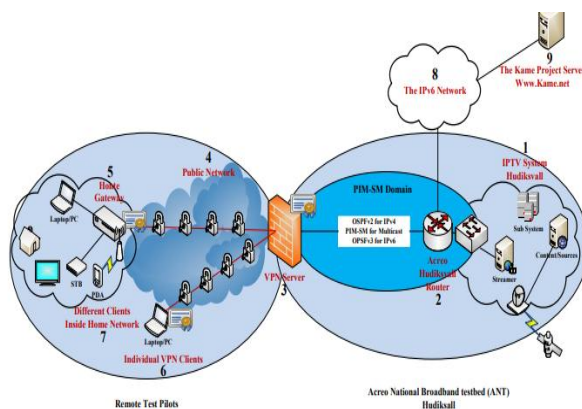 9
The Kame Project Server
Www.Kame.net
8
The IPv6 Network
4
Public Network
5
Home
Gateway
Laptop/PC
STB
PDA
Different Clients
Inside Home Network
7
Laptop/PC
Individual VPN Clients
6
VPN Server
3
PIM-SM Domain
OSPFv2 for IPv4
PIM-SM for Multicast
OPSFv3 for IPv6
Acreo
Hudiksvall
Router
2
1
IPTV System
Hudiksvall
Sub System
Streamer
Content/Sources
Remote Test Pilots
Acreo National Broadband testbed (ANT)
Hudiksall